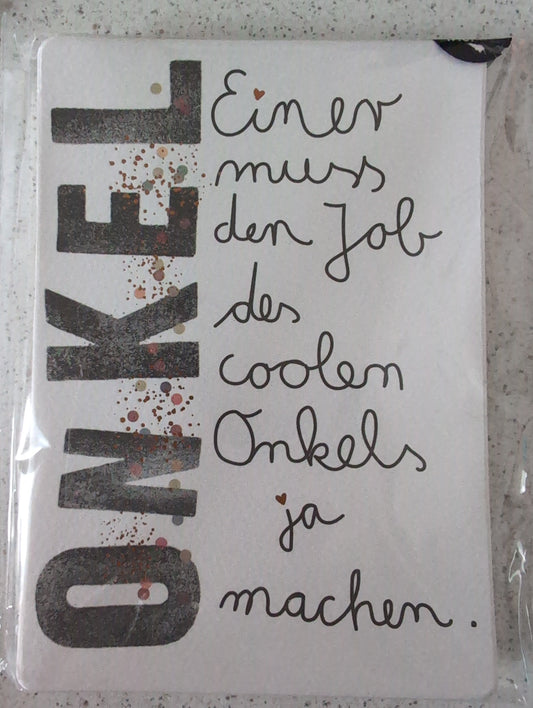 ONKEL
Einer
muss
den Job
des
coolen
Onkels
ja
machen.